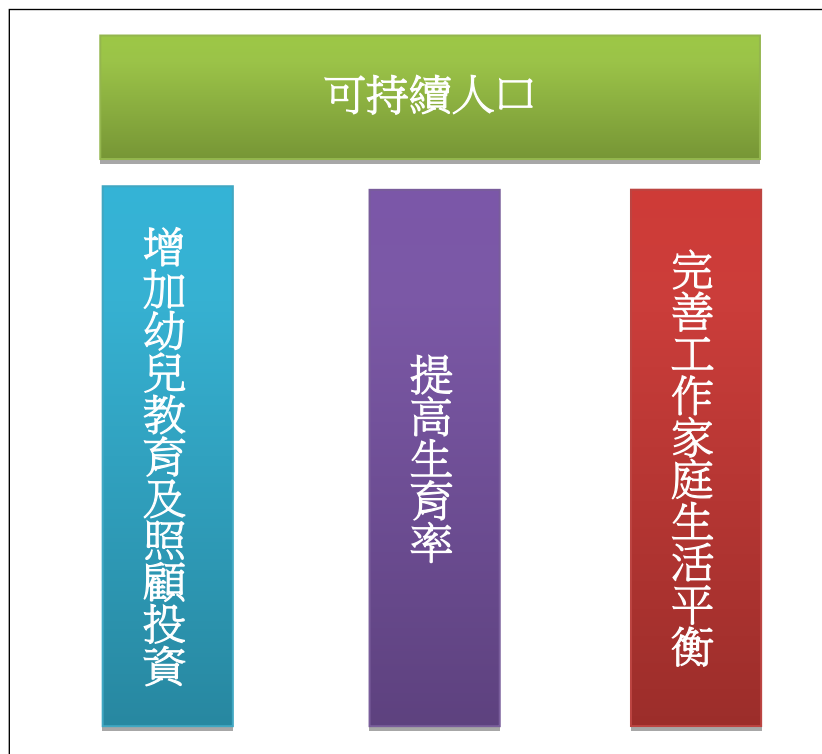 可持續人口
增加幼兒教育及照顧投資
提高生育率
完善工作家庭生活平衡